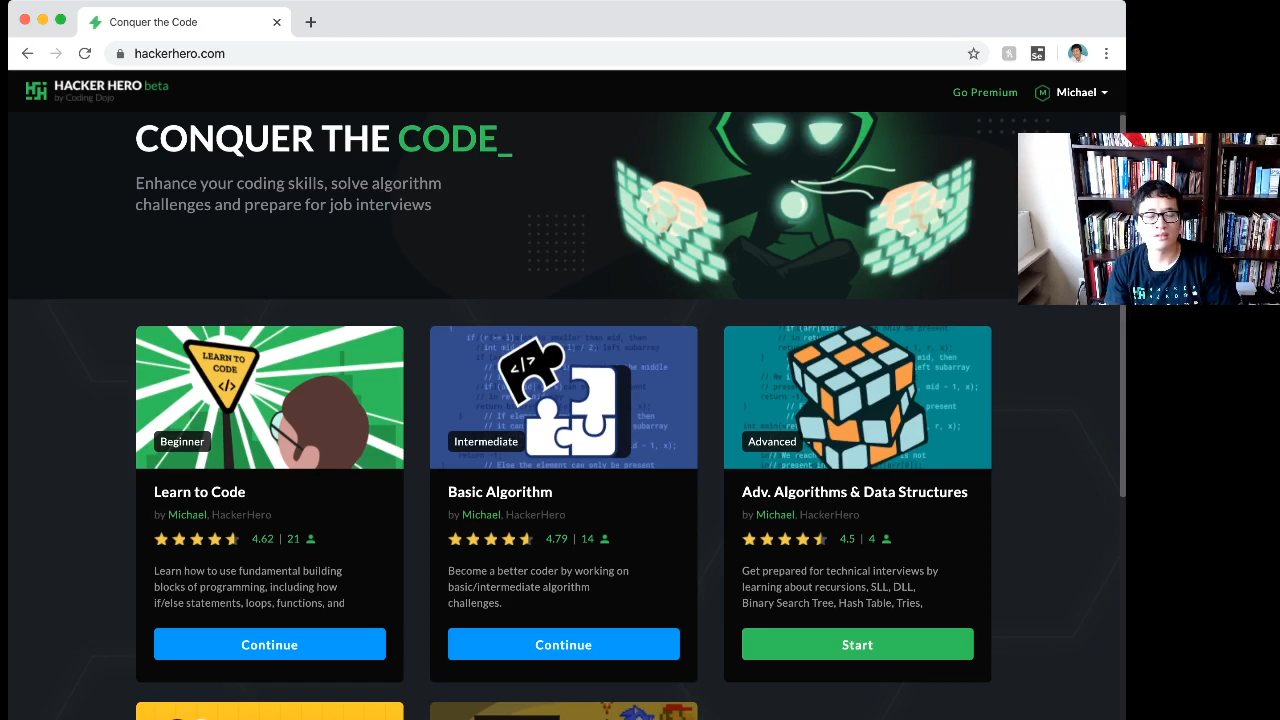 Conquer the Code
hackerhero.com
HACKER HERO beta
by Coding Dojo
Go Premium
M
Michael
CONQUER THE CODE_
Enhance your coding skills, solve algorithm
challenges and prepare for job interviews
LEARN TO
CODE
</>
Beginner
Learn to Code
by Michael, HackerHero
4.62 | 21
Learn how to use fundamental building
blocks of programming, including how
if/else statements, loops, functions, and
Continue
</>
Intermediate
Basic Algorithm
by Michael, HackerHero
4.79 | 14
Become a better coder by working on
basic/intermediate algorithm
challenges.
Continue
Advanced
Adv. Algorithms & Data Structures
by Michael, HackerHero
4.5 | 4
Get prepared for technical interviews by
learning about recursions, SLL, DLL,
Binary Search Tree, Hash Table, Tries,
Start